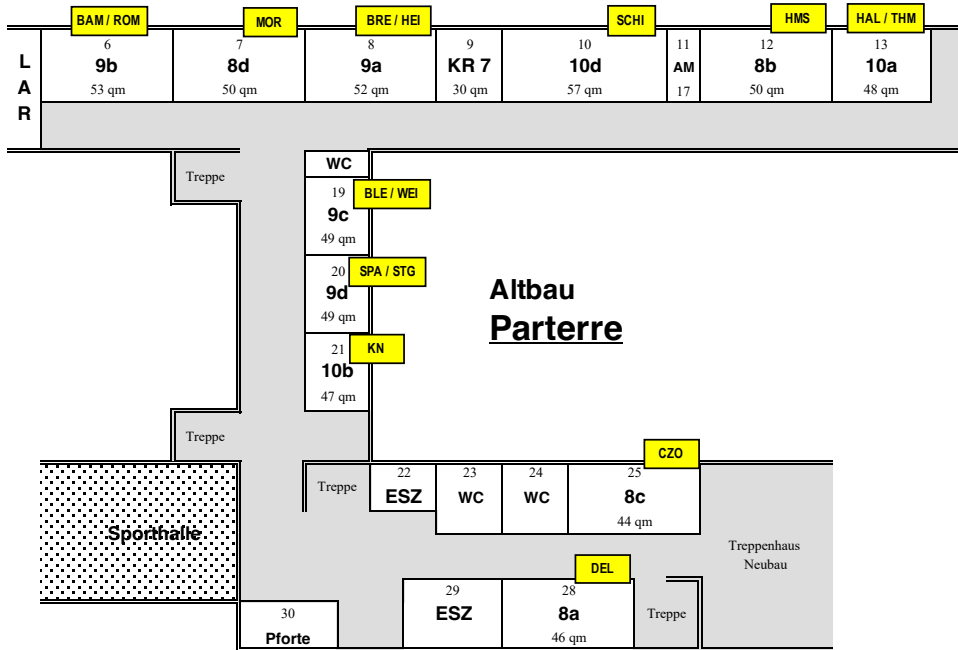 BAM / ROM
MOR
BRE / HEI
SCHI
HMS
HAL / THM
L
A
R
6
9b
53 qm
7
8d
50 qm
8
9a
52 qm
9
KR 7
30 qm
10
10d
57 qm
11
AM
17
12
8b
50 qm
13
10a
48 qm
Treppe
WC
19
BLE / WEI
9c
49 qm
20
SPA / STG
9d
49 qm
21
KN
10b
47 qm
Altbau
Parterre
Treppe
Sporthalle
Treppe
22
ESZ
23
WC
24
WC
CZO
25
8c
44 qm
Treppenhaus
Neubau
DEL
29
ESZ
28
8a
46 qm
Treppe
30
Pforte